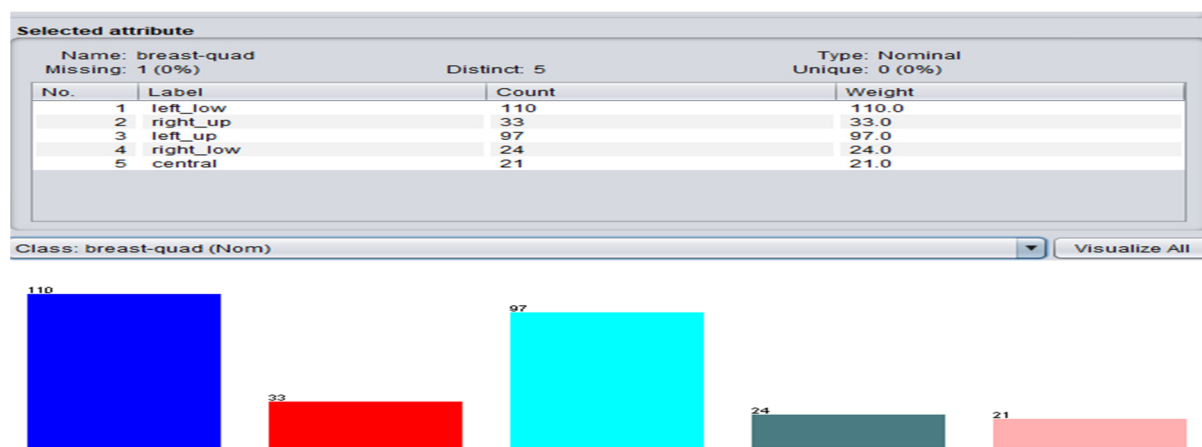 Selected attribute
Name: breast-quad Type: Nominal
Missing: 1 (0%) Distinct: 5 Unique: 0 (0%)
No. Label Count Weight
1 left_low 110 110.0
2 right_up 33 33.0
3 left_up 97 97.0
4 right_low 24 24.0
5 central 21 21.0
Class: breast-quad (Nom) Visualize All
110
97
33
24
21